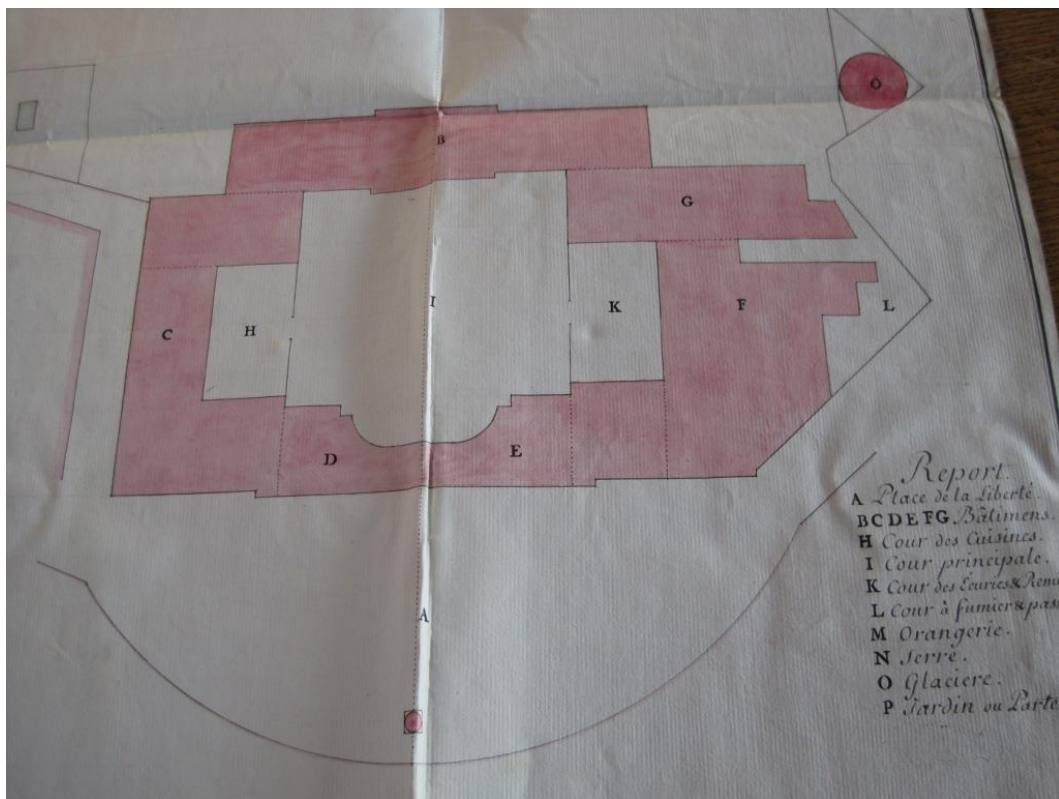 O
B
G
I
C
H
K
F
L
D
E
A
Report.
A Place de la Liberté.
BCDEFG. Bâtimens.
H Cour des Cuisines.
I Cour principale.
K Cour des Écuries &
L Cour à fumier &
M Orangerie.
N Serre.
O Glaciere.
P Jardin ou